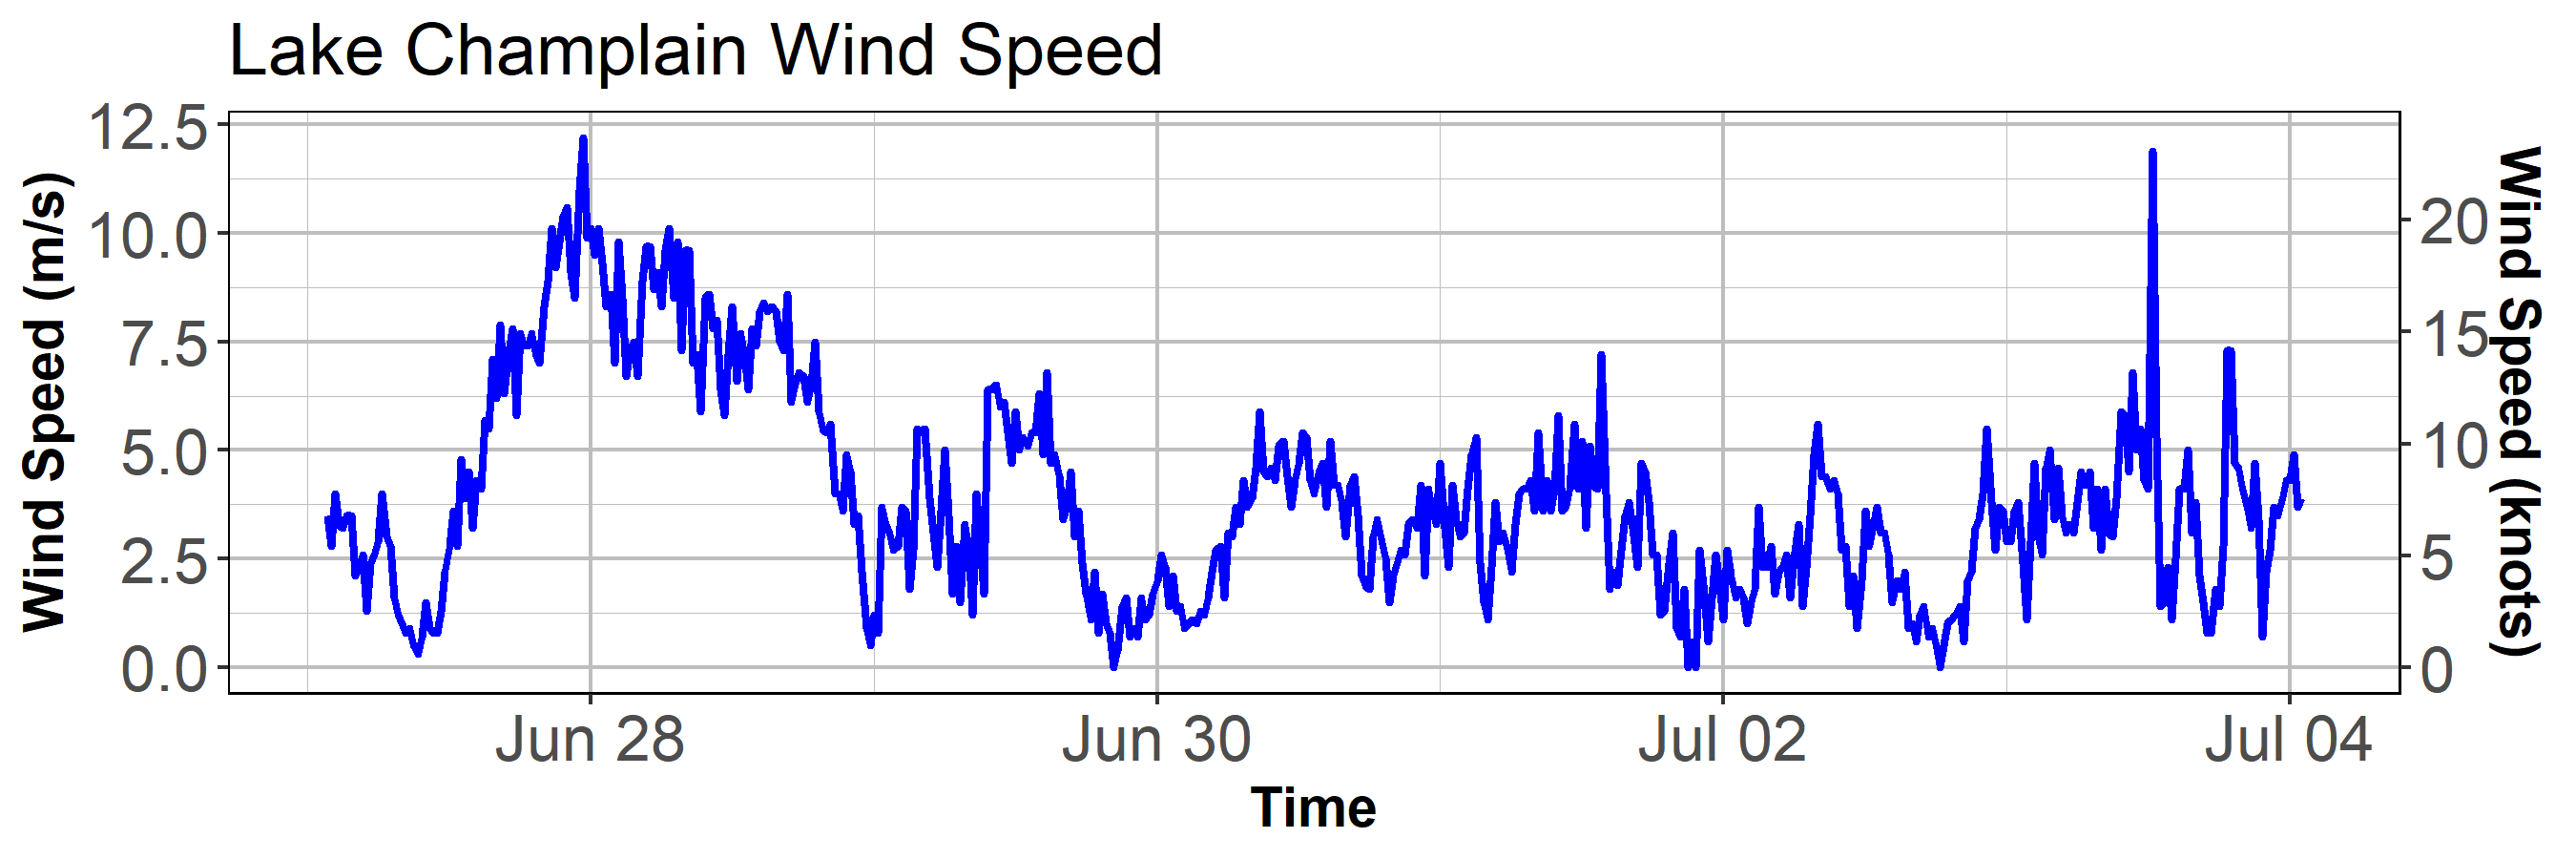 Lake Champlain Wind Speed
Wind Speed (m/s)
12.5
10.0
7.5
5.0
2.5
0.0
20
15
10
5
0
Wind Speed (knots)
Jun 28
Jun 30
Jul 02
Jul 04
Time